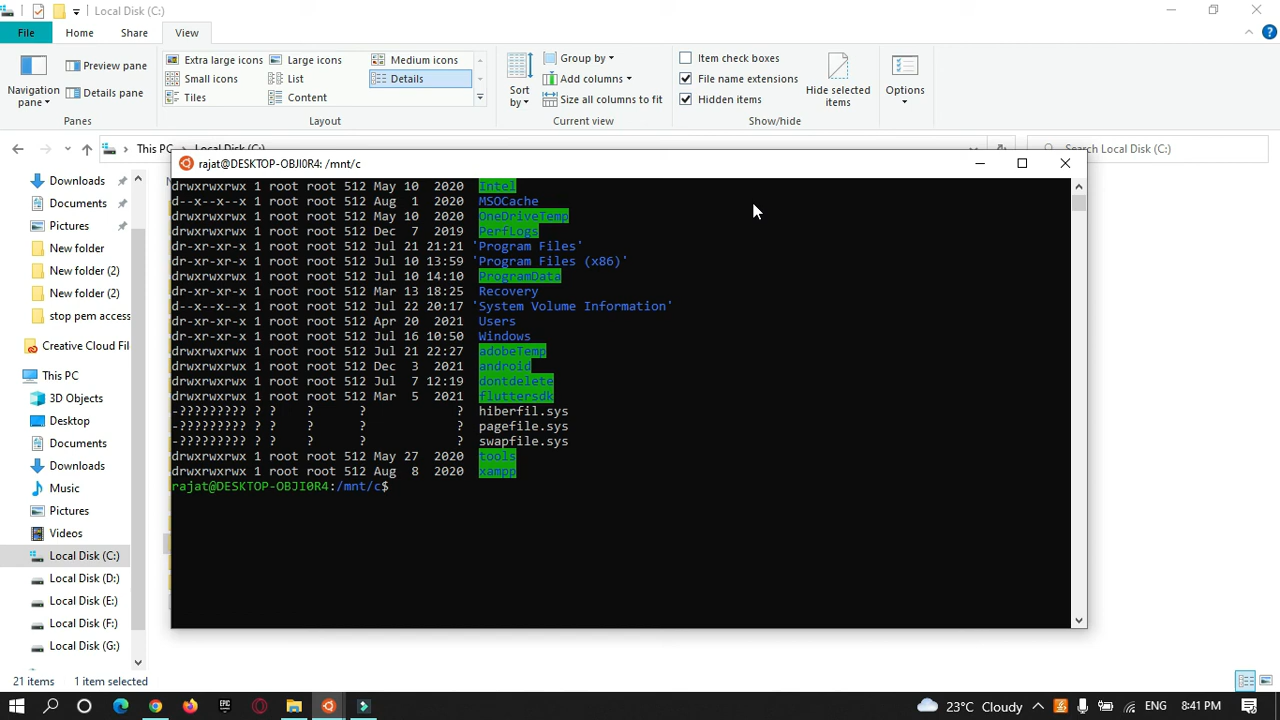 Local Disk (C:)
File
Home
Share
View
Navigation pane
Preview pane
Details pane
Panes
Extra large icons
Large icons
Medium icons
Small icons
List
Details
Tiles
Content
Layout
Sort by
Group by
Add columns
Size all columns to fit
Current view
Item check boxes
File name extensions
Hidden items
Hide selected items
Show/hide
Options
This PC
Local Disk (C:)
Search Local Disk (C:)
Downloads
Documents
Pictures
New folder
New folder (2)
New folder (2)
stop pem access
Creative Cloud Fil
This PC
3D Objects
Desktop
Documents
Downloads
Music
Pictures
Videos
Local Disk (C:)
Local Disk (D:)
Local Disk (E:)
Local Disk (F:)
Local Disk (G:)
rajat@DESKTOP-OBJI0R4: /mnt/c
drwxrwxrwx 1 root root 512 May 10  2020  Intel
d--x--x--x 1 root root 512 Aug  1  2020  MSOCache
drwxrwxrwx 1 root root 512 May 10  2020  OneDriveTemp
drwxrwxrwx 1 root root 512 Dec  7  2019  PerfLogs
dr-xr-xr-x 1 root root 512 Jul 21 21:21 'Program Files'
dr-xr-xr-x 1 root root 512 Jul 10 13:59 'Program Files (x86)'
drwxrwxrwx 1 root root 512 Jul 10 14:10  ProgramData
dr-xr-xr-x 1 root root 512 Mar 13 18:25  Recovery
d--x--x--x 1 root root 512 Jul 22 20:17 'System Volume Information'
dr-xr-xr-x 1 root root 512 Apr 20  2021  Users
dr-xr-xr-x 1 root root 512 Jul 16 10:50  Windows
drwxrwxrwx 1 root root 512 Jul 21 22:27  adobeTemp
drwxrwxrwx 1 root root 512 Dec  3  2021  android
drwxrwxrwx 1 root root 512 Jul  7 12:19  dontdelete
drwxrwxrwx 1 root root 512 Mar  5  2021  fluttersdk
-????????? ? ?    ?      ?            ?  hiberfil.sys
-????????? ? ?    ?      ?            ?  pagefile.sys
-????????? ? ?    ?      ?            ?  swapfile.sys
drwxrwxrwx 1 root root 512 May 27  2020  tools
drwxrwxrwx 1 root root 512 Aug  8  2020  xampp
rajat@DESKTOP-OBJI0R4:/mnt/c$
21 items
1 item selected
EPIC
23°C Cloudy
ENG
8:41 PM